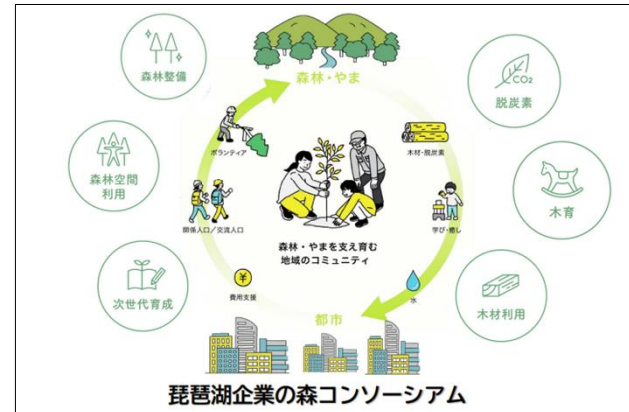 森林・やま
森林整備
CO₂
脱炭素
ボランティア
木材・脱炭素
森林空間
利用
木育
関係人口／交流人口
学び・癒し
森林・やまを支え育む
地域のコミュニティ
次世代育成
¥
費用支援
水
木材利用
都市
琵琶湖企業の森コンソーシアム